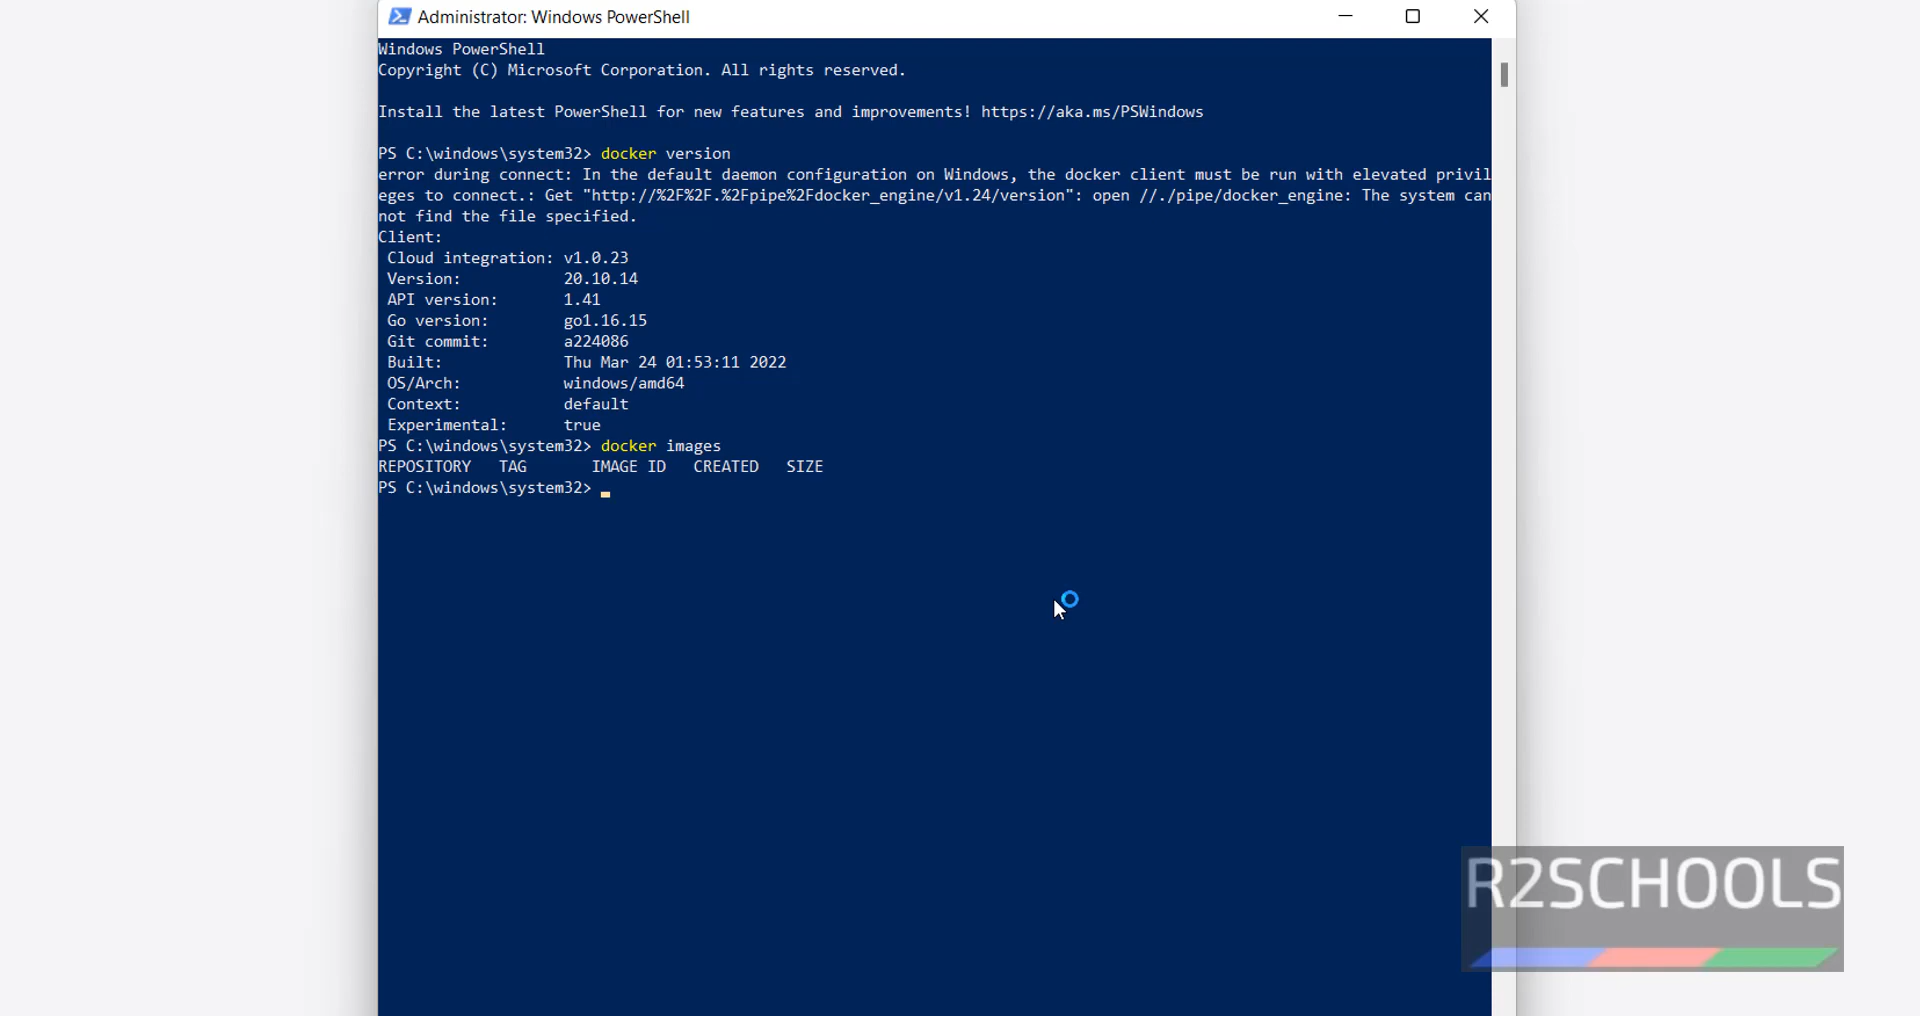 Administrator: Windows PowerShell
Windows PowerShell
Copyright (C) Microsoft Corporation. All rights reserved.
Install the latest PowerShell for new features and improvements! https://aka.ms/PSWindows
PS C:\windows\system32> docker version
error during connect: In the default daemon configuration on Windows, the docker client must be run with elevated privil
eges to connect.: Get "http://%2F%2F.%2Fpipe%2Fdocker_engine/v1.24/version": open //./pipe/docker_engine: The system can
not find the file specified.
Client:
 Cloud integration: v1.0.23
 Version:           20.10.14
 API version:       1.41
 Go version:        go1.16.15
 Git commit:        a224086
 Built:             Thu Mar 24 01:53:11 2022
 OS/Arch:           windows/amd64
 Context:           default
 Experimental:      true
PS C:\windows\system32> docker images
REPOSITORY   TAG       IMAGE ID   CREATED   SIZE
PS C:\windows\system32>
R2SCHOOLS